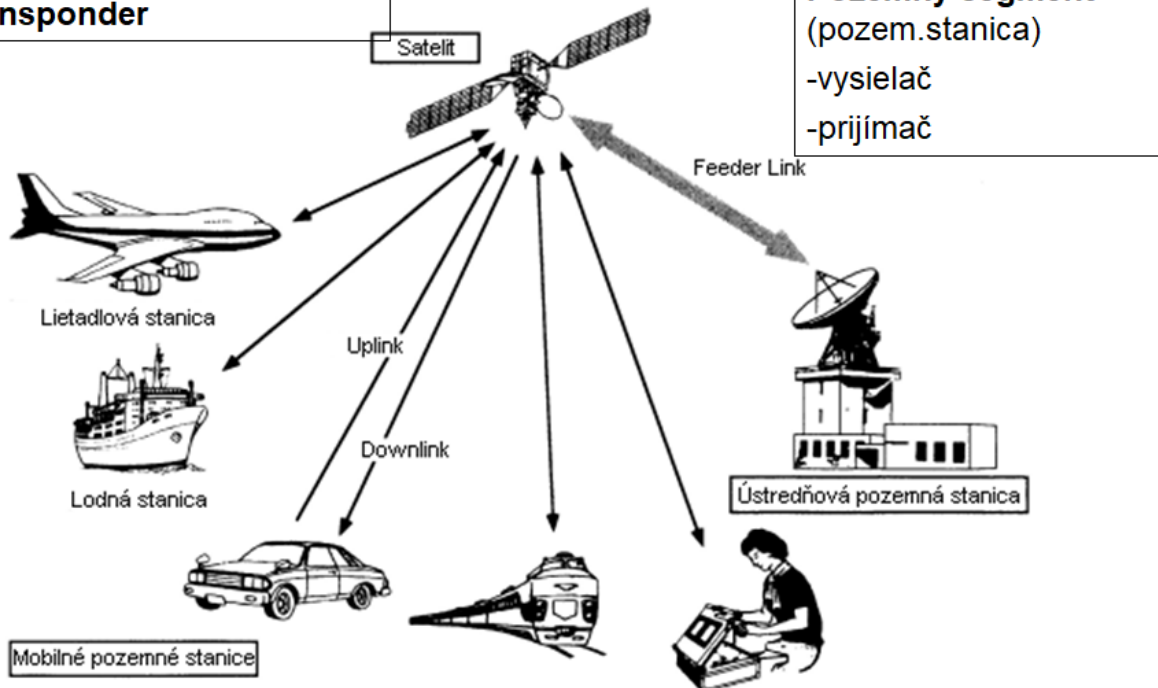 nsponder
(pozem.stanica)
-vysielač
-prijímač
Satelit
Feeder Link
Lietadlová stanica
Uplink
Downlink
Lodná stanica
Ústredňová pozemná stanica
Mobilné pozemné stanice